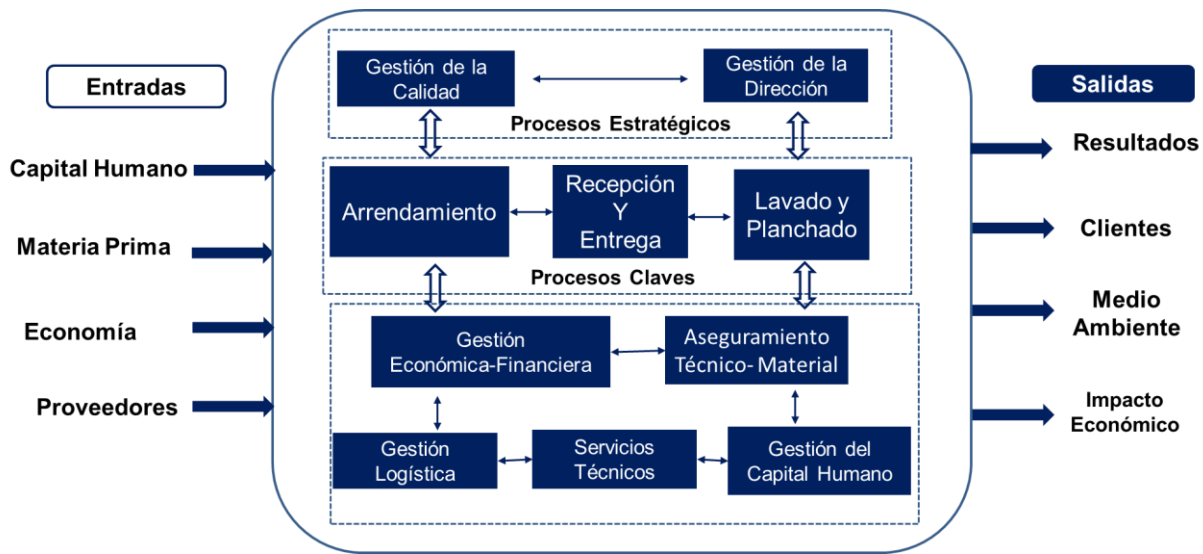 Entradas
Capital Humano
Materia Prima
Economía
Proveedores
Gestión de la
Calidad
Gestión de la
Dirección
Procesos Estratégicos
Arrendamiento
Recepción
Y
Entrega
Lavado y
Planchado
Procesos Claves
Gestión
Económica-Financiera
Aseguramiento
Técnico- Material
Gestión
Logística
Servicios
Técnicos
Gestión del
Capital Humano
Salidas
Resultados
Clientes
Medio
Ambiente
Impacto
Económico